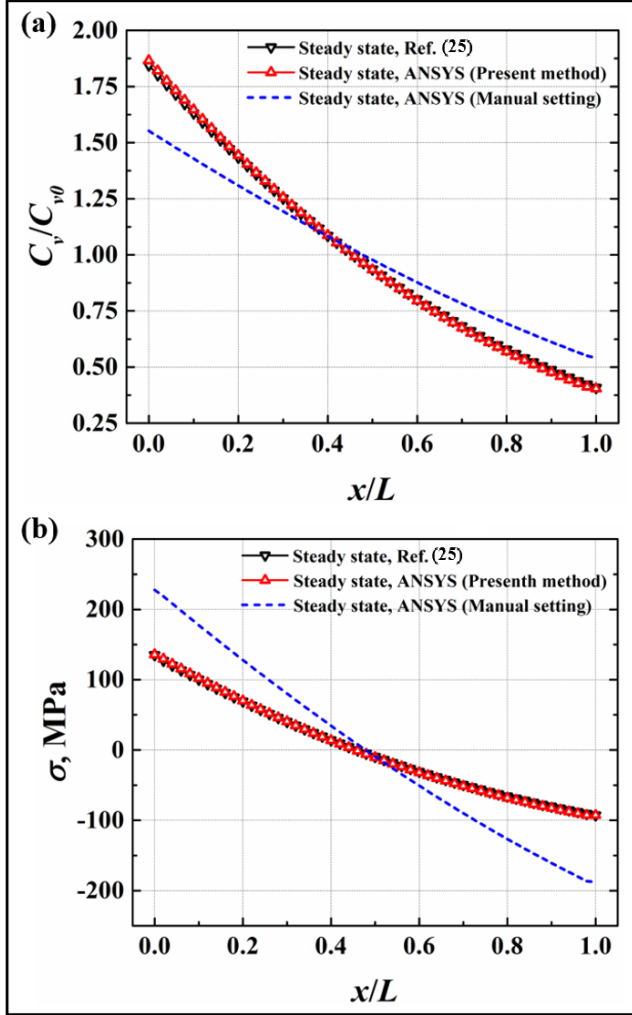 (a)
2.00
1.75
1.50
1.25
1.00
0.75
0.50
0.25
C_v/C_v0
Steady state, Ref. (25)
Steady state, ANSYS (Present method)
Steady state, ANSYS (Manual setting)
0.0 0.2 0.4 0.6 0.8 1.0
x/L
(b)
300
200
100
0
-100
-200
σ, MPa
Steady state, Ref. (25)
Steady state, ANSYS (Presenth method)
Steady state, ANSYS (Manual setting)
0.0 0.2 0.4 0.6 0.8 1.0
x/L